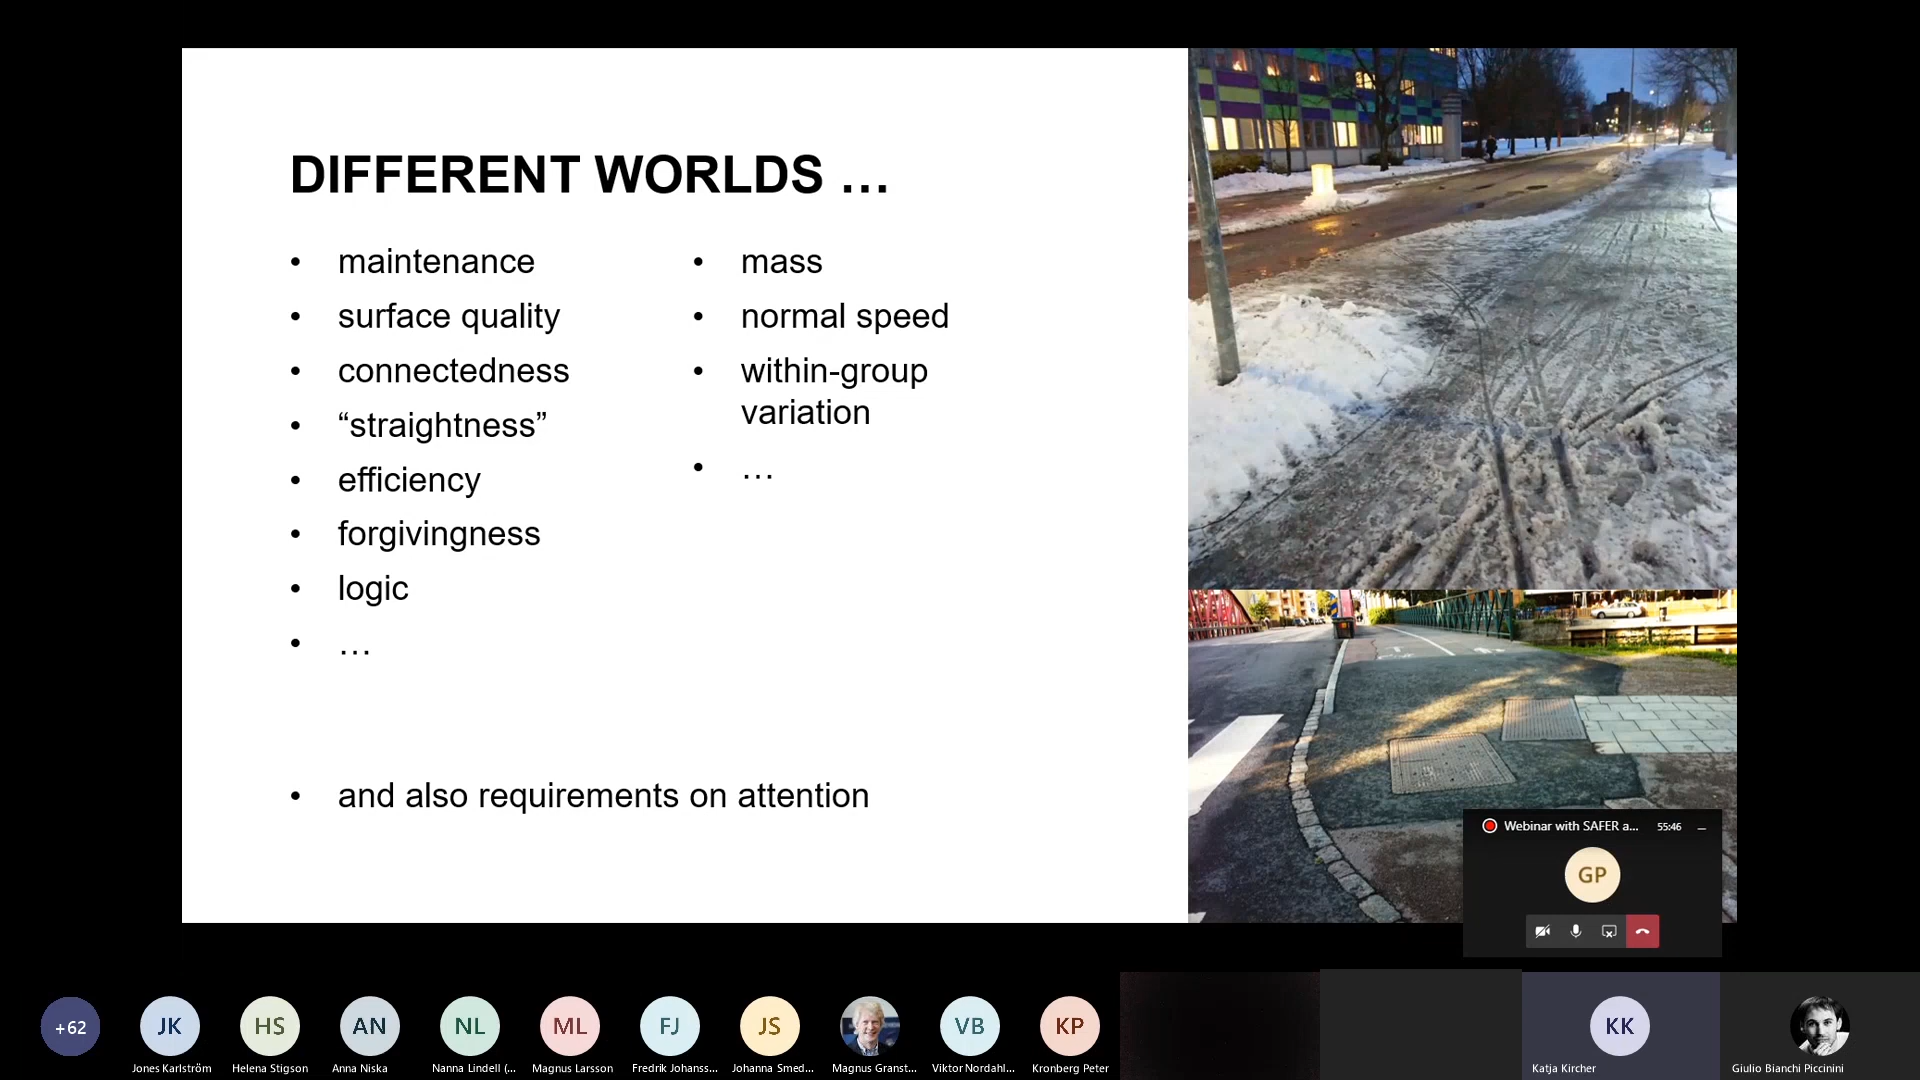 DIFFERENT WORLDS …
• maintenance
• surface quality
• connectedness
• “straightness”
• efficiency
• forgivingness
• logic
• …
• mass
• normal speed
• within-group
variation
• …
• and also requirements on attention
Webinar with SAFER a... 55:46
GP
+62
JK
HS
AN
NL
ML
FJ
JS
VB
KP
KK
Jones Karlström
Helena Stigson
Anna Niska
Nanna Lindell (...
Magnus Larsson
Fredrik Johanss...
Johanna Smed...
Magnus Granst...
Viktor Nordahl...
Kronberg Peter
Katja Kircher
Giulio Bianchi Piccinini